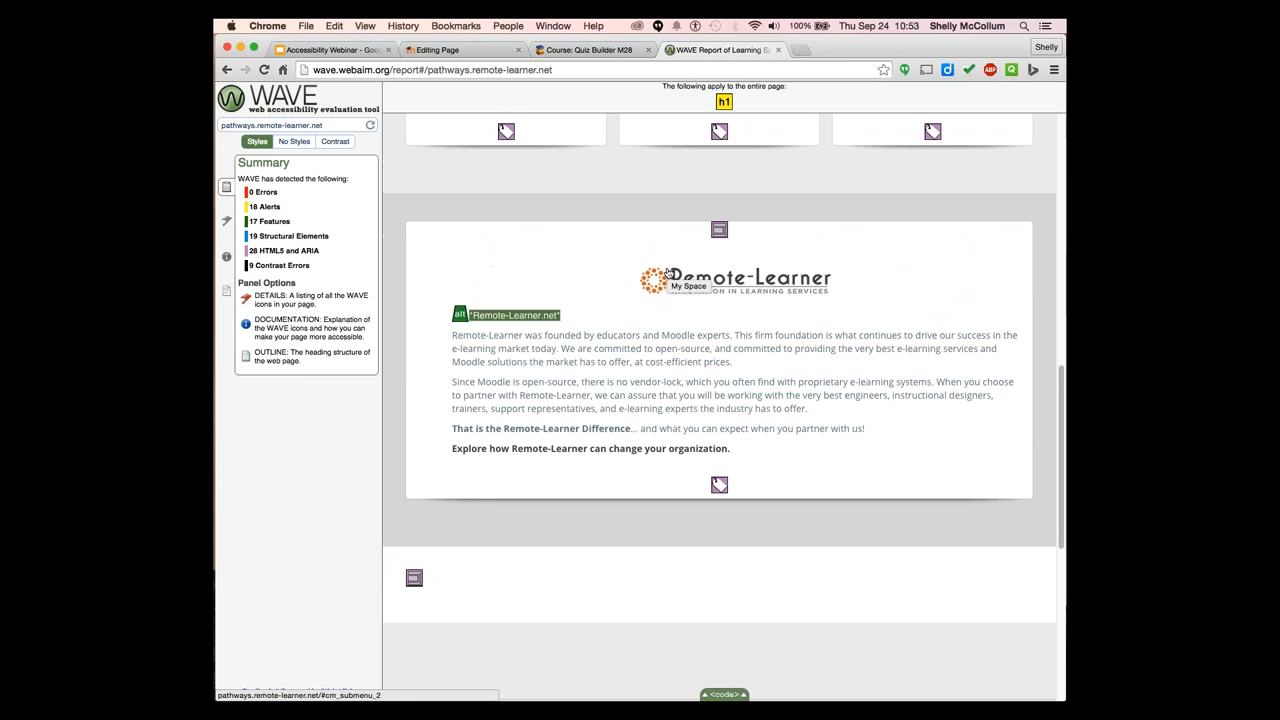 Chrome File Edit View History Bookmarks People Window Help 100% Thu Sep 24 10:53 Shelly McCollum
Accessibility Webinar - Goo
Editing Page
Course: Quiz Builder M28
WAVE Report of Learning Sp
Shelly
wave.webaim.org/report#/pathways.remote-learner.net
WAVE
web accessibility evaluation tool
pathways.remote-learner.net
Styles No Styles Contrast
Summary
WAVE has detected the following:
0 Errors
18 Alerts
17 Features
19 Structural Elements
28 HTML5 and ARIA
9 Contrast Errors
Panel Options
DETAILS: A listing of all the WAVE
icons in your page.
DOCUMENTATION: Explanation of
the WAVE icons and how you can
make your page more accessible.
OUTLINE: The heading structure of
the web page.
pathways.remote-learner.net/#cm_submenu_2
The following apply to the entire page:
h1
Remote-Learner
IN LEARNING SERVICES
My Space
alt *Remote-Learner.net*
Remote-Learner was founded by educators and Moodle experts. This firm foundation is what continues to drive our success in the
e-learning market today. We are committed to open-source, and committed to providing the very best e-learning services and
Moodle solutions the market has to offer, at cost-efficient prices.
Since Moodle is open-source, there is no vendor-lock, which you often find with proprietary e-learning systems. When you choose
to partner with Remote-Learner, we can assure that you will be working with the very best engineers, instructional designers,
trainers, support representatives, and e-learning experts the industry has to offer.
That is the Remote-Learner Difference... and what you can expect when you partner with us!
Explore how Remote-Learner can change your organization.
<code>